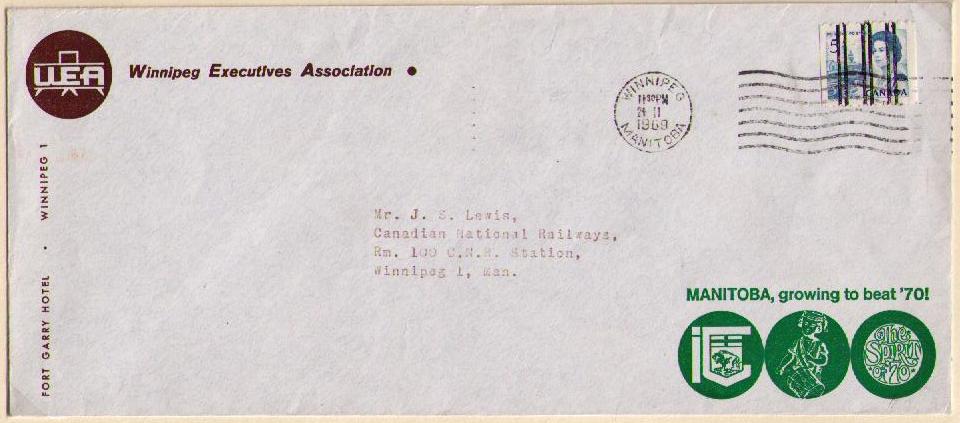 WEA
Winnipeg Executives Association
WINNIPEG
1969
MANITOBA
5
CANADA
FORT GARRY HOTEL • WINNIPEG 1
Mr. J. S. Lewis,
Canadian National Railways,
Rm. 100 C.N.R. Station,
Winnipeg 1, Man.
MANITOBA, growing to beat '70!
The
SPIRIT
of '70